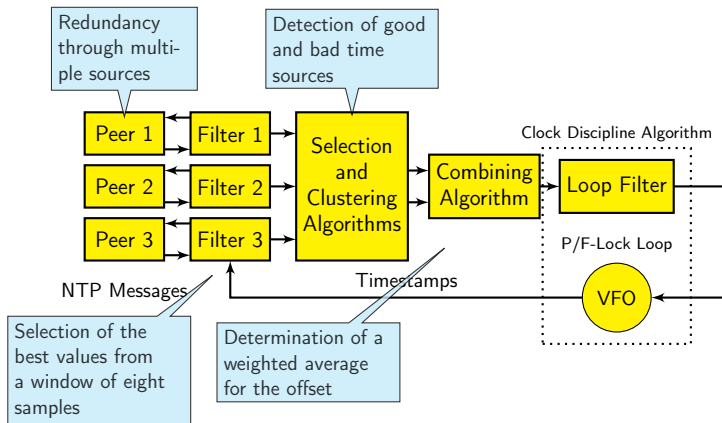 Redundancy
through multi-
ple sources
Detection of good
and bad time
sources
Clock Discipline Algorithm
Peer 1
Filter 1
Peer 2
Filter 2
Peer 3
Filter 3
Selection
and
Clustering
Algorithms
Combining
Algorithm
Loop Filter
P/F-Lock Loop
VFO
NTP Messages
Timestamps
Selection of the
best values from
a window of eight
samples
Determination of a
weighted average
for the offset